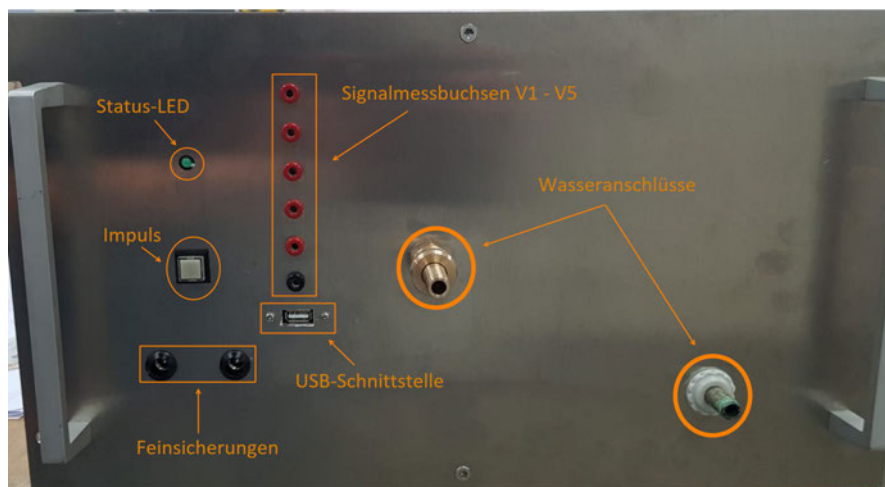 Signalmessbuchsen V1 - V5
Status-LED
Wasseranschlüsse
Impuls
USB-Schnittstelle
Feinsicherungen